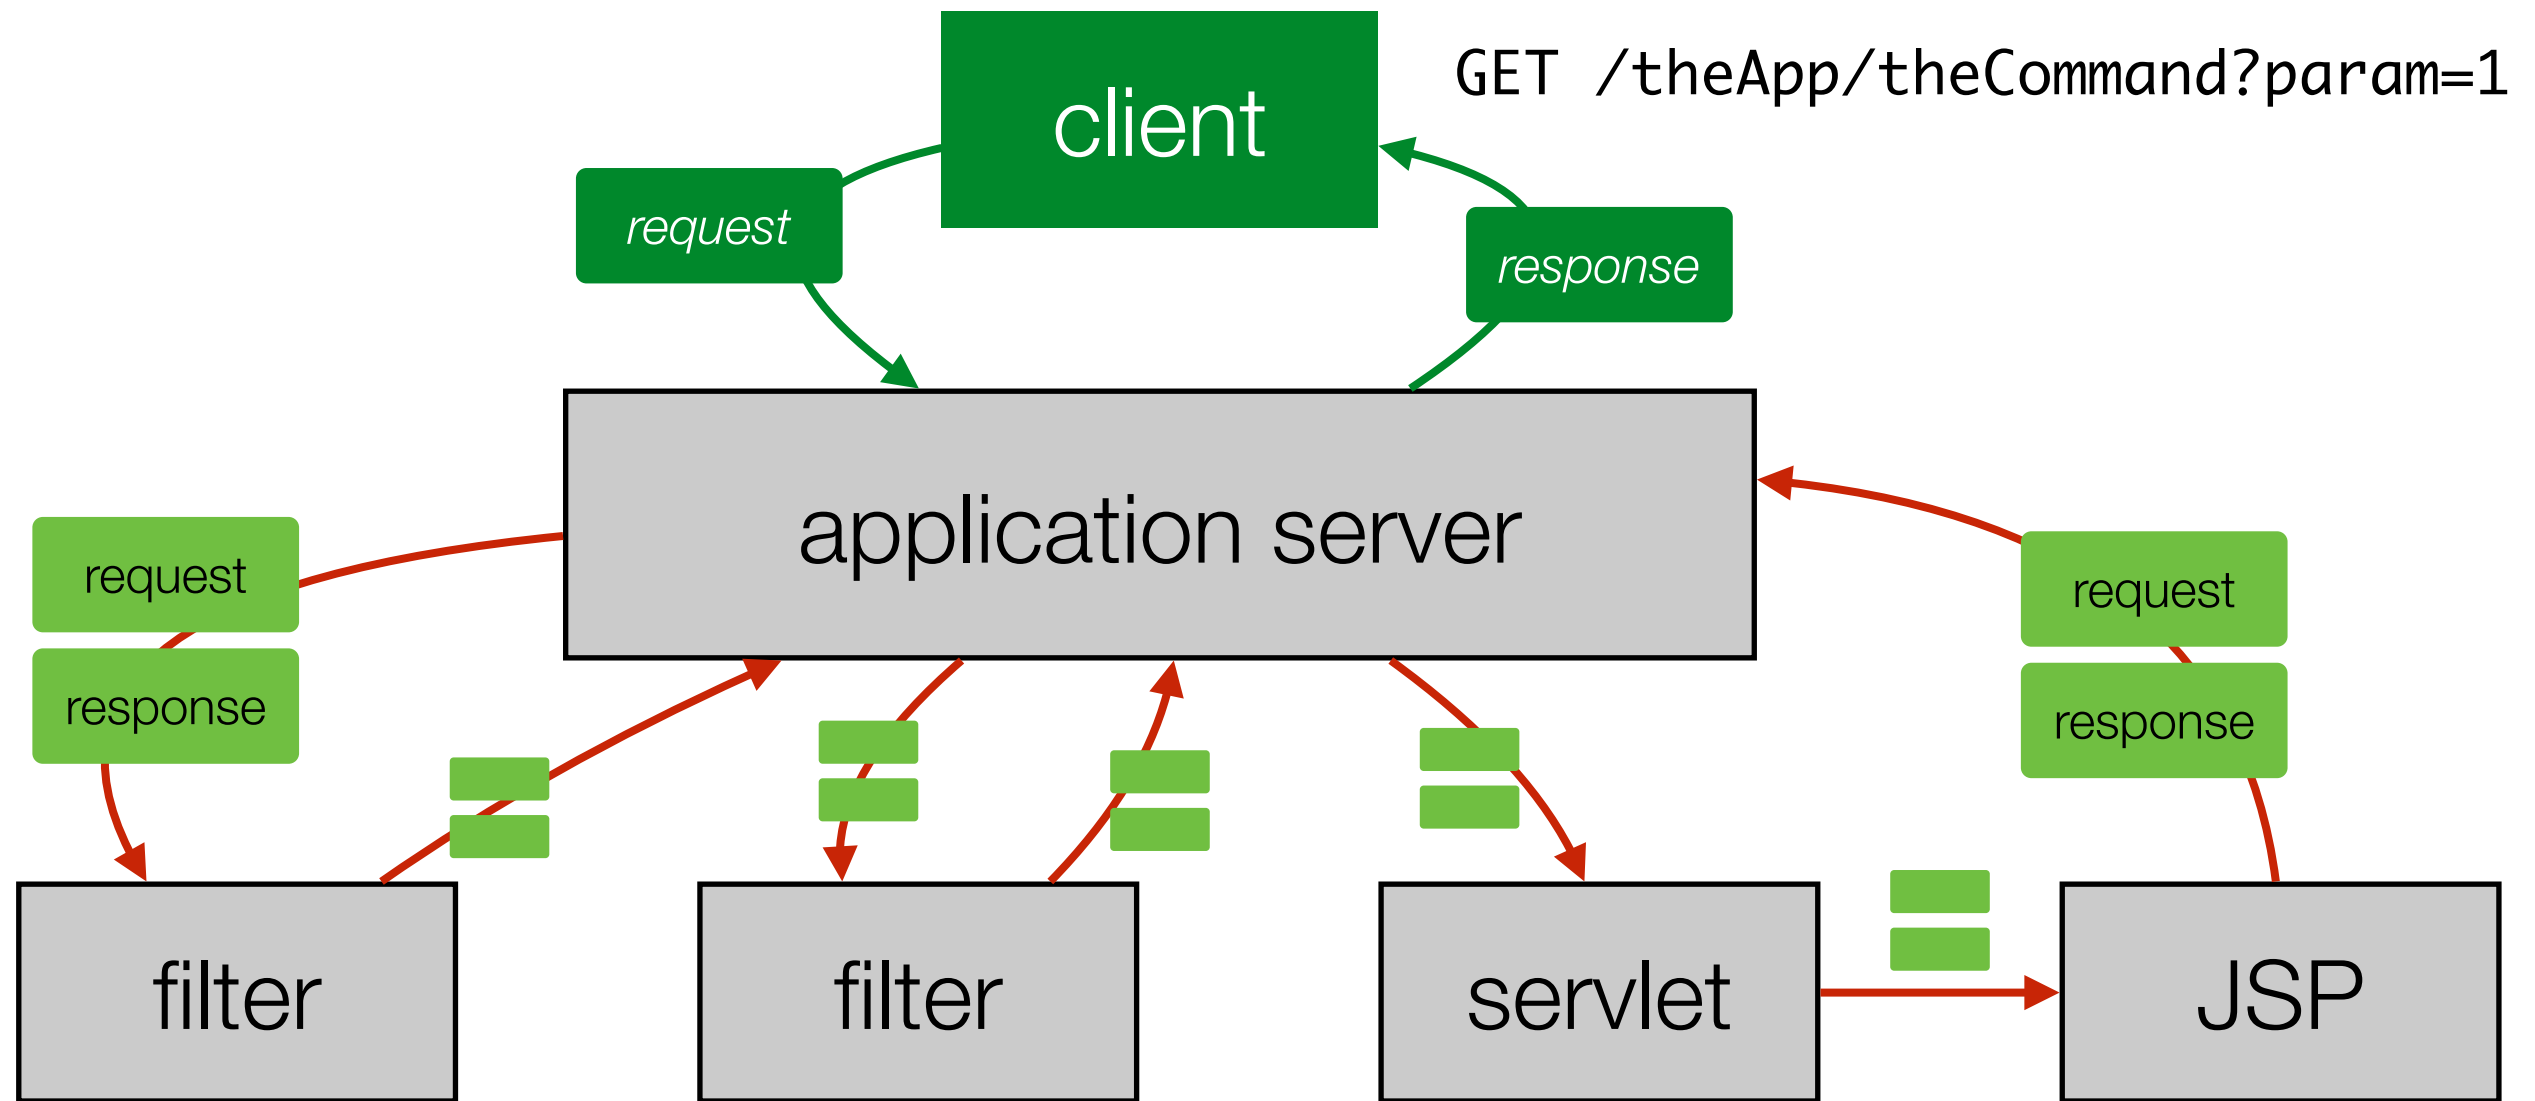 GET /theApp/theCommand?param=1
client
request
response
application server
request
response
request
response
filter
filter
servlet
JSP